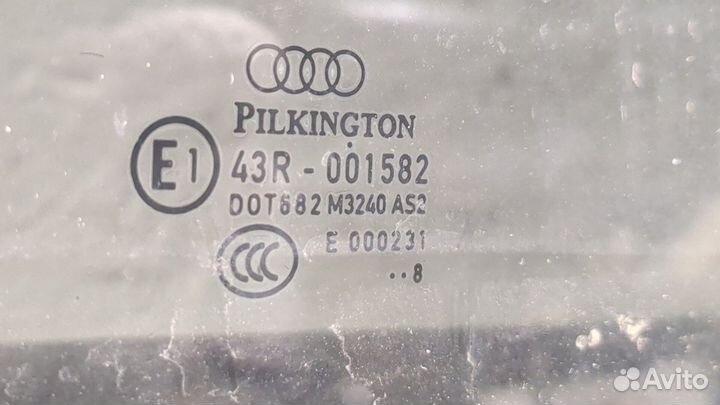 PILKINGTON
E1 43R - 001582
DOT682 M3240 AS2
CCC E 000231
..8
Avito